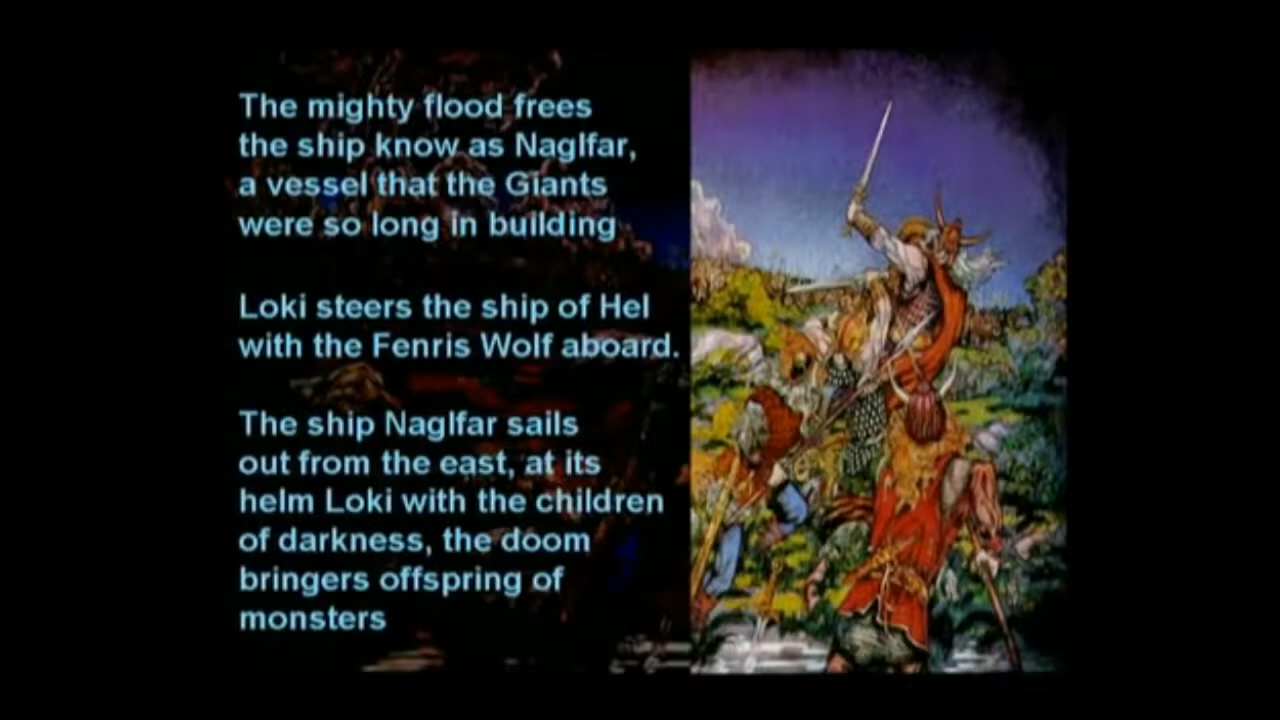 The mighty flood frees
the ship know as Naglfar,
a vessel that the Giants
were so long in building
Loki steers the ship of Hel
with the Fenris Wolf aboard.
The ship Naglfar sails
out from the east, at its
helm Loki with the children
of darkness, the doom
bringers offspring of
monsters